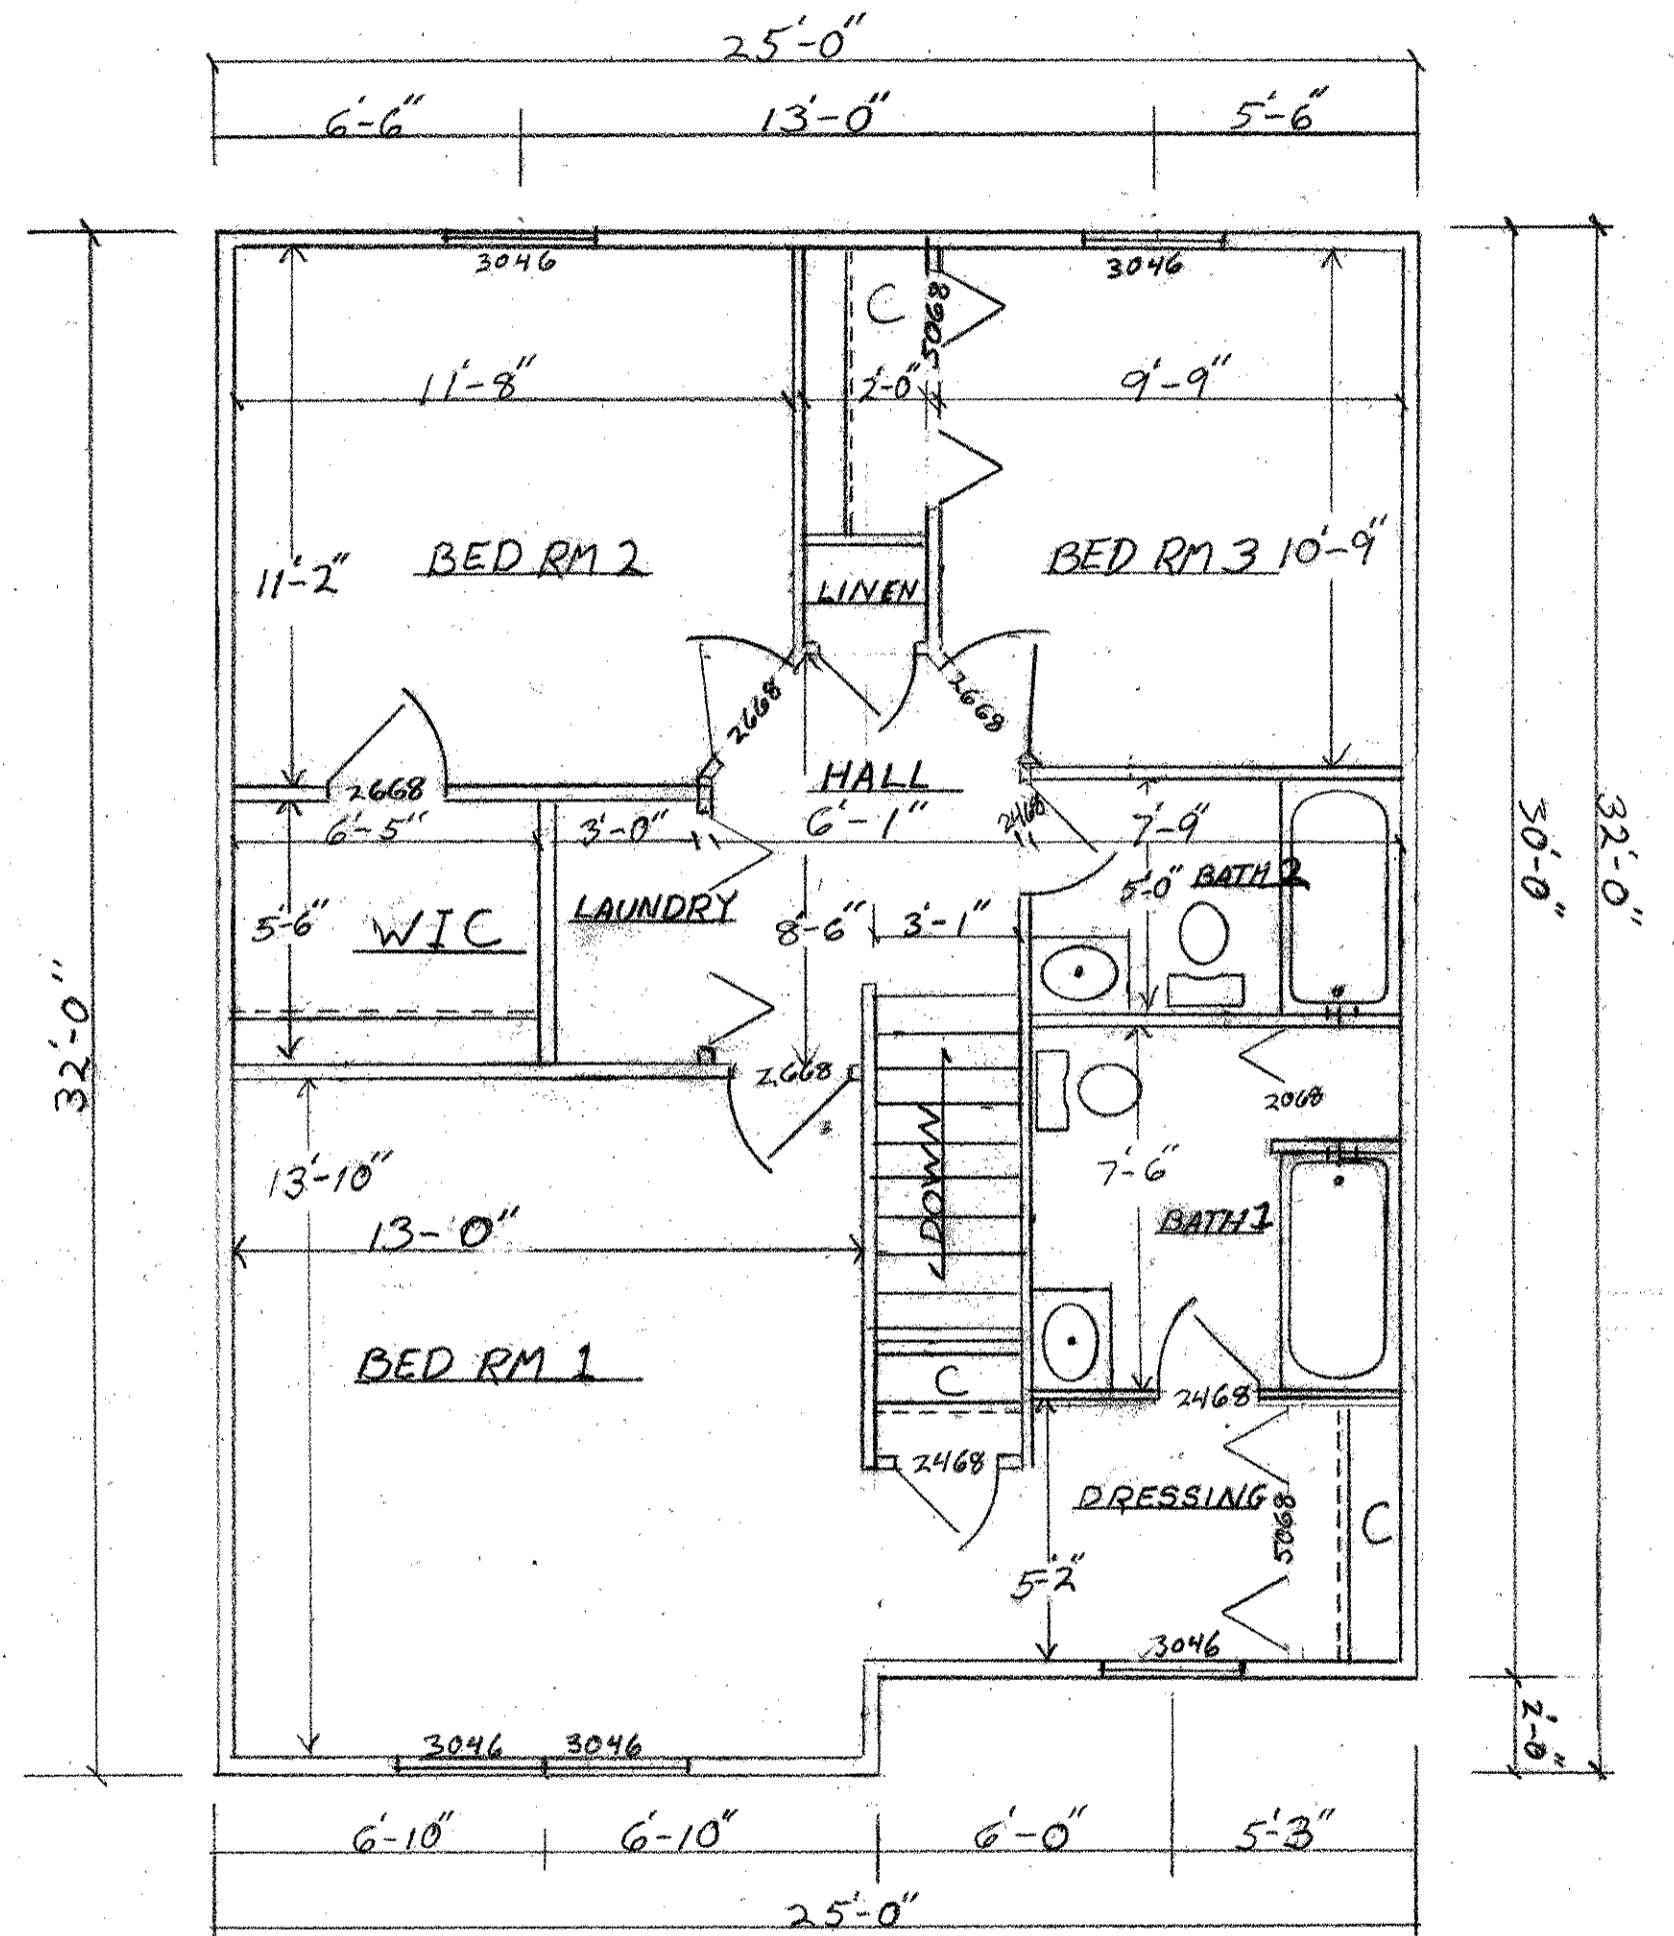 25'-0"
6'-6" 13'-0" 5'-6"
3046 3046
C 5068
11'-8" 2'-0" 9'-9"
11'-2" BED RM 2 BED RM 3 10'-9"
LINEN
2668 2668
HALL
2668 2468
6'-5" 3'-0" 6'-1" 7'-9"
5'-0" BATH 2
5'-6" WIC LAUNDRY 8'-6" 3'-1"
30'-0" 32'-0"
32'-0"
2668 2068
13'-10" DOWN 7'-6"
13'-0" BATH 1
BED RM 1 C 2468
2468 DRESSING 5068 C
5'-2"
3046
3046 3046 2'-0"
6'-10" 6'-10" 6'-0" 5'-3"
25'-0"